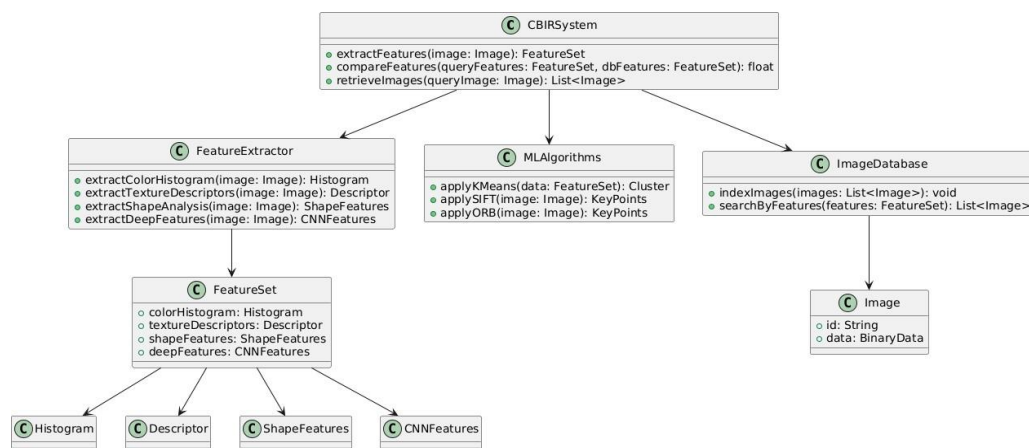 C CBIRSystem
extractFeatures(image: Image): FeatureSet
compareFeatures(queryFeatures: FeatureSet, dbFeatures: FeatureSet): float
retrieveImages(queryImage: Image): List<Image>
C FeatureExtractor
extractColorHistogram(image: Image): Histogram
extractTextureDescriptors(image: Image): Descriptor
extractShapeAnalysis(image: Image): ShapeFeatures
extractDeepFeatures(image: Image): CNNFeatures
C MLAlgorithms
applyKMeans(data: FeatureSet): Cluster
applySIFT(image: Image): KeyPoints
applyORB(image: Image): KeyPoints
C ImageDatabase
indexImages(images: List<Image>): void
searchByFeatures(features: FeatureSet): List<Image>
C FeatureSet
colorHistogram: Histogram
textureDescriptors: Descriptor
shapeFeatures: ShapeFeatures
deepFeatures: CNNFeatures
C Image
id: String
data: BinaryData
C Histogram
C Descriptor
C ShapeFeatures
C CNNFeatures